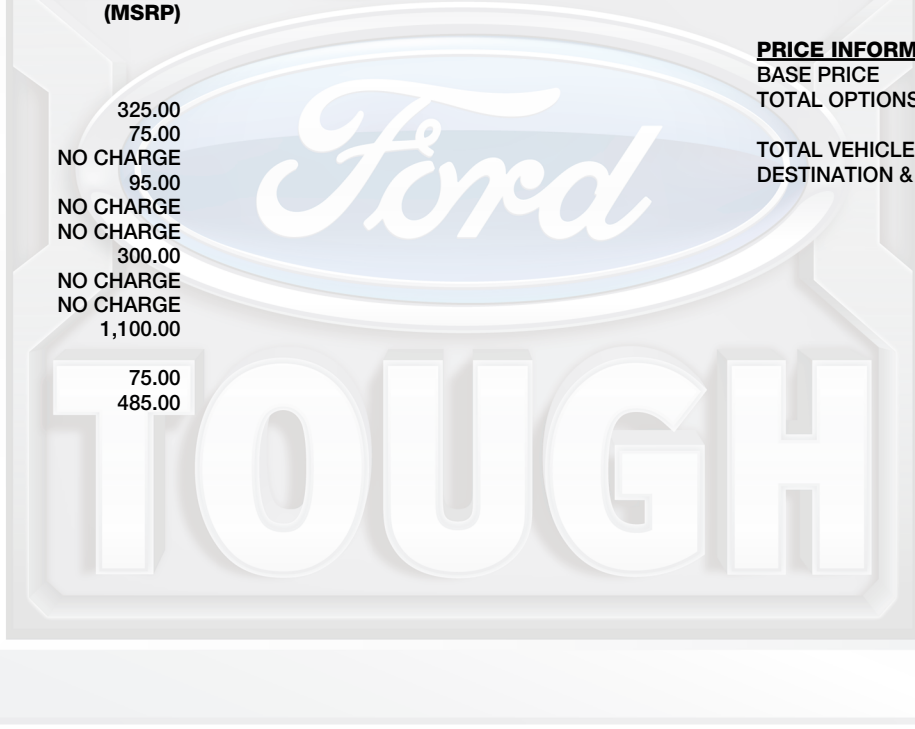 (MSRP)
325.00
75.00
NO CHARGE
95.00
NO CHARGE
NO CHARGE
300.00
NO CHARGE
NO CHARGE
1,100.00
75.00
485.00
PRICE INFORM
BASE PRICE
TOTAL OPTIONS
TOTAL VEHICLE
DESTINATION &
Ford
TOUGH